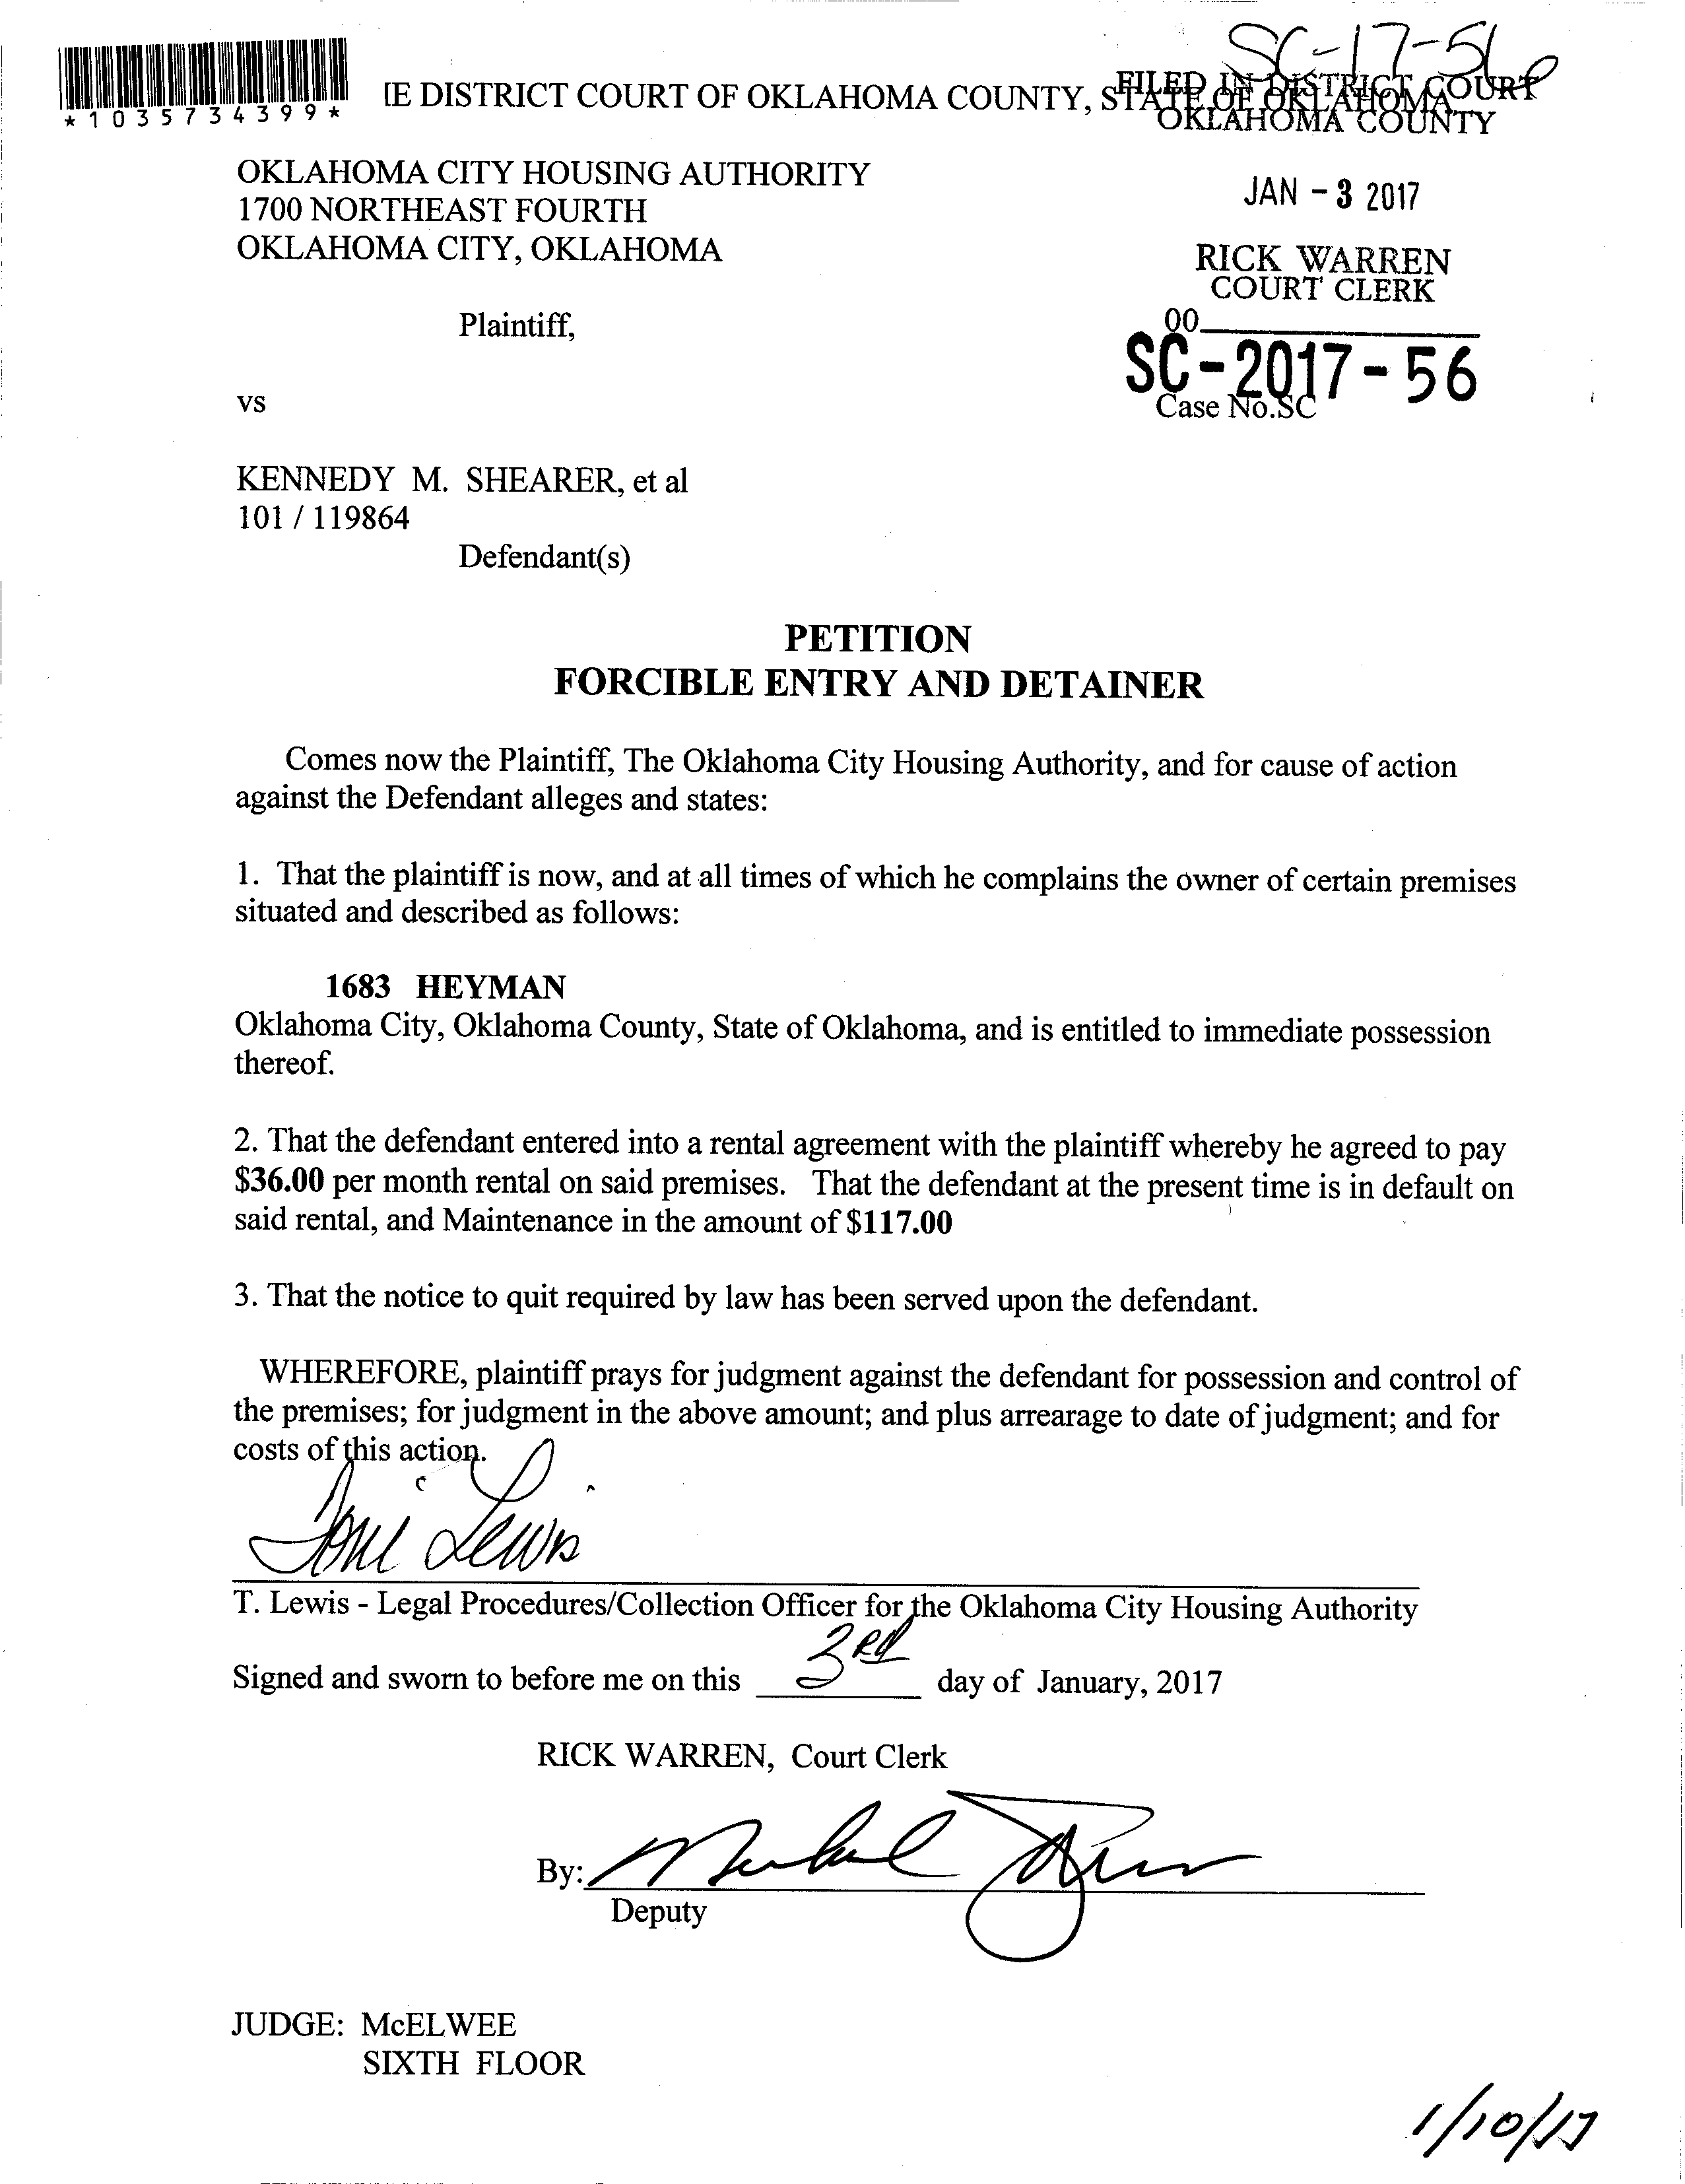 SC-17-56
*1035734399*
IE DISTRICT COURT OF OKLAHOMA COUNTY, STATE OF OKLAHOMA
FILED IN DISTRICT COURT
OKLAHOMA COUNTY
OKLAHOMA CITY HOUSING AUTHORITY
1700 NORTHEAST FOURTH
OKLAHOMA CITY, OKLAHOMA
JAN - 3 2017
RICK WARREN
COURT CLERK
Plaintiff,
00
SC-2017-56
vs
Case No.SC
KENNEDY M. SHEARER, et al
101 / 119864
Defendant(s)
PETITION
FORCIBLE ENTRY AND DETAINER
Comes now the Plaintiff, The Oklahoma City Housing Authority, and for cause of action
against the Defendant alleges and states:
1. That the plaintiff is now, and at all times of which he complains the owner of certain premises
situated and described as follows:
1683 HEYMAN
Oklahoma City, Oklahoma County, State of Oklahoma, and is entitled to immediate possession
thereof.
2. That the defendant entered into a rental agreement with the plaintiff whereby he agreed to pay
$36.00 per month rental on said premises. That the defendant at the present time is in default on
said rental, and Maintenance in the amount of $117.00
3. That the notice to quit required by law has been served upon the defendant.
WHEREFORE, plaintiff prays for judgment against the defendant for possession and control of
the premises; for judgment in the above amount; and plus arrearage to date of judgment; and for
costs of this action.
Toni Lewis
T. Lewis - Legal Procedures/Collection Officer for the Oklahoma City Housing Authority
Signed and sworn to before me on this 3rd day of January, 2017
RICK WARREN, Court Clerk
By:
Deputy
JUDGE: McELWEE
SIXTH FLOOR
1/10/17